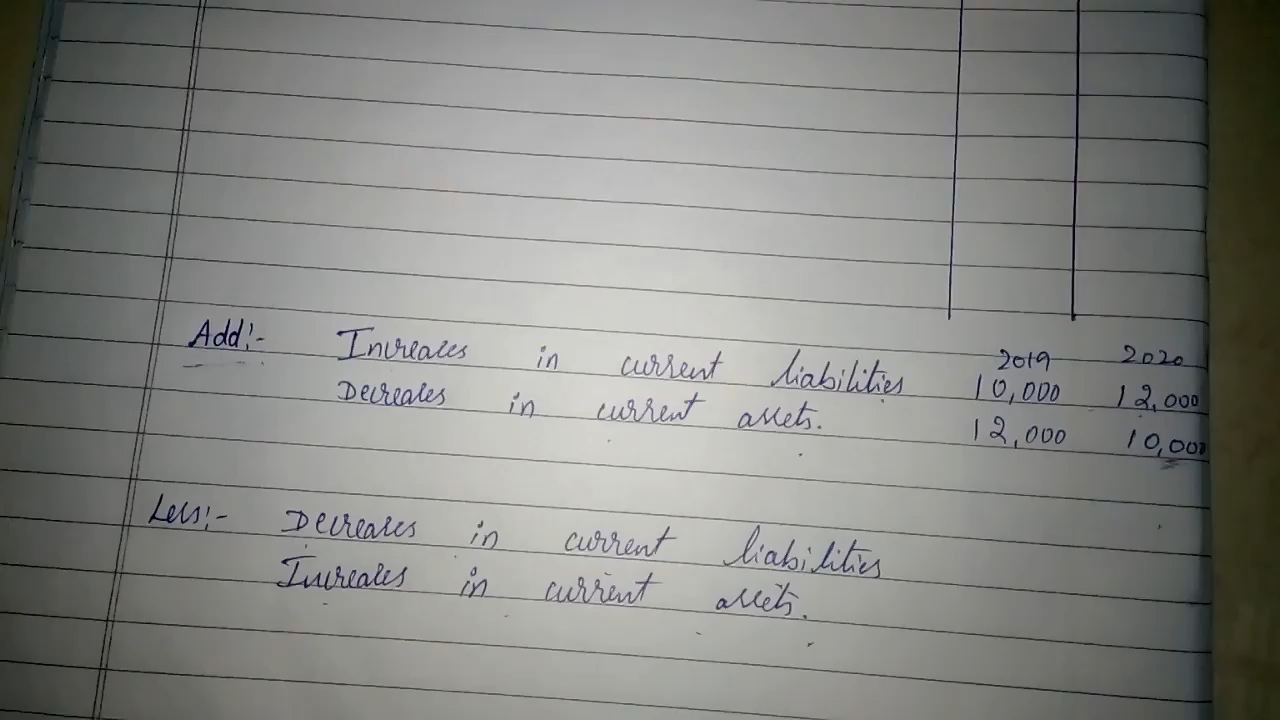 2019 2020
Add:- Increases in current liabilities 10,000 12,000
Decreases in current assets. 12,000 10,000
Less:- Decreases in current liabilities
Increases in current assets.